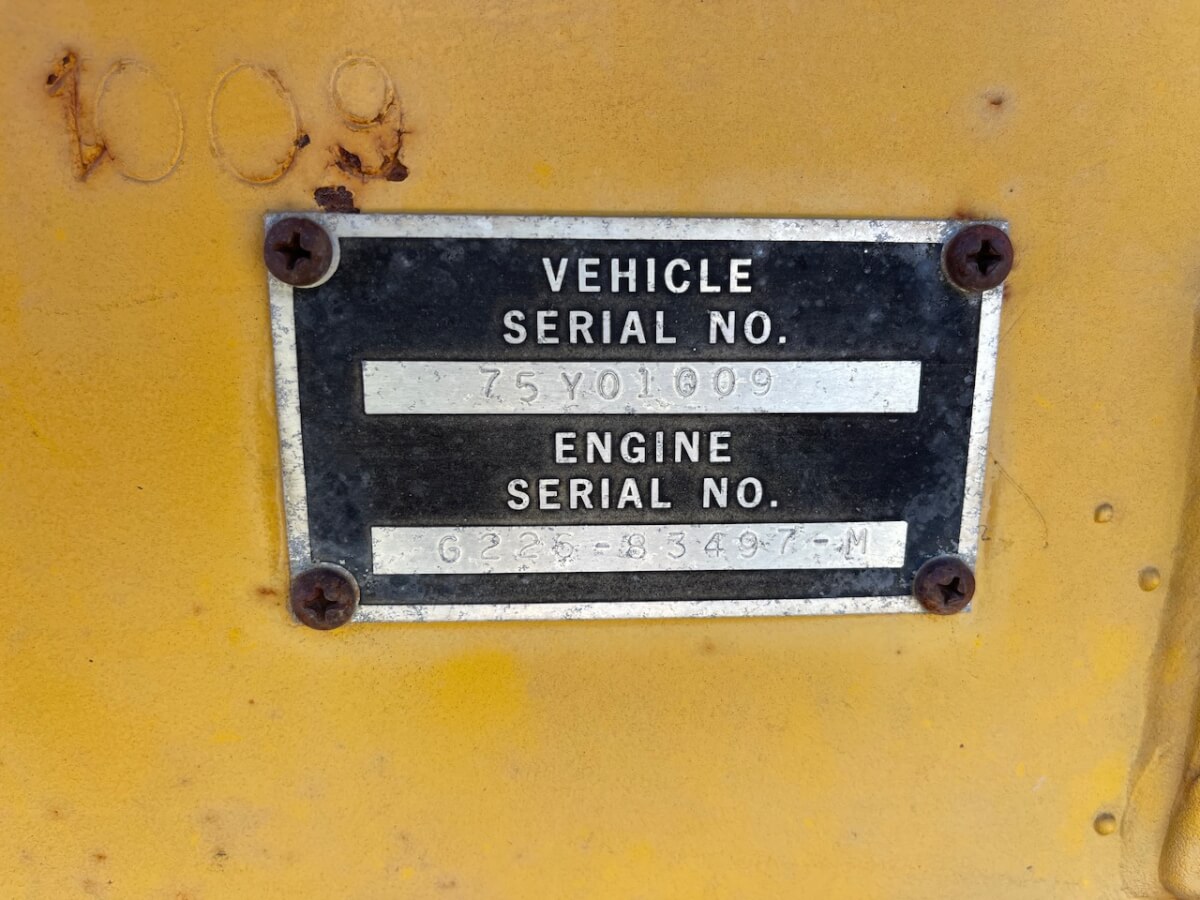 1009
VEHICLE
SERIAL NO.
75Y01009
ENGINE
SERIAL NO.
G226-83497-M